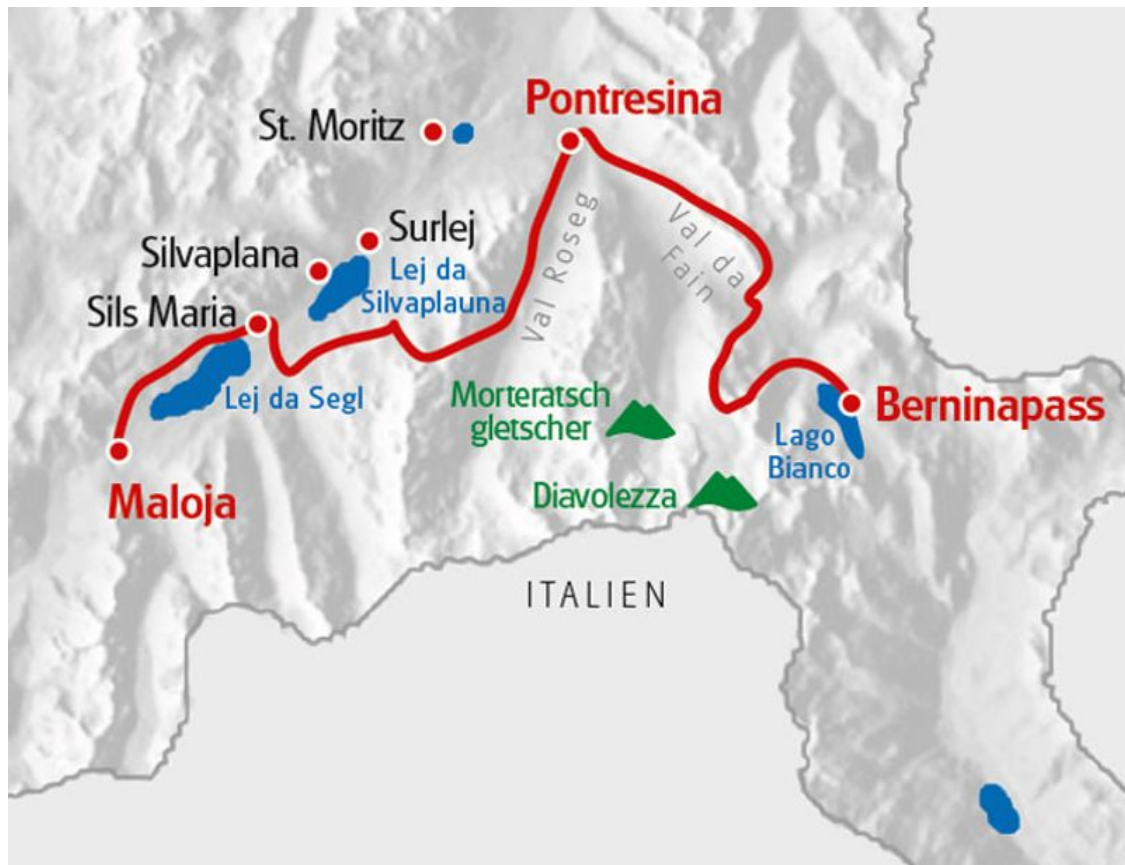 Pontresina
St. Moritz
Surlej
Silvaplana
Lej da
Silvaplauna
Sils Maria
Val Roseg
Val da
Fain
Lej da Segl
Morteratsch
gletscher
Berninapass
Lago
Bianco
Maloja
Diavolezza
ITALIEN